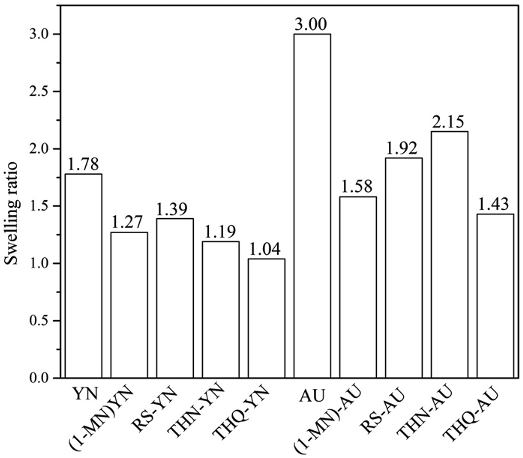 Swelling ratio
3.0
2.5
2.0
1.5
1.0
0.5
0.0
1.78
1.27
1.39
1.19
1.04
3.00
1.58
1.92
2.15
1.43
YN
(1-MN)YN
RS-YN
THN-YN
THQ-YN
AU
(1-MN)-AU
RS-AU
THN-AU
THQ-AU